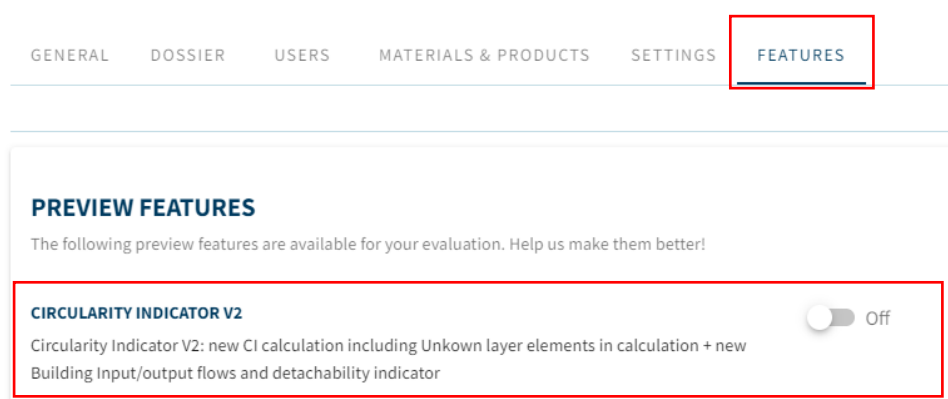 GENERAL DOSSIER USERS MATERIALS & PRODUCTS SETTINGS FEATURES
PREVIEW FEATURES
The following preview features are available for your evaluation. Help us make them better!
CIRCULARITY INDICATOR V2
Off
Circularity Indicator V2: new CI calculation including Unkown layer elements in calculation + new
Building Input/output flows and detachability indicator